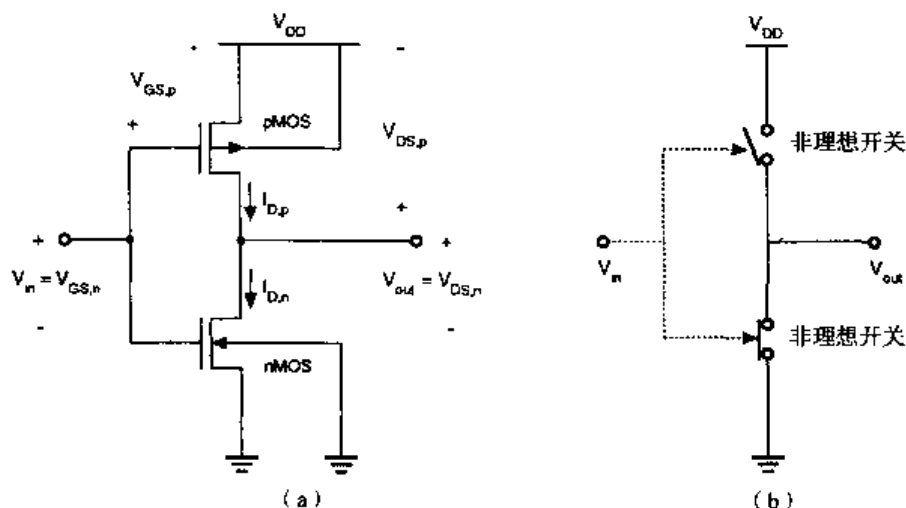 V_DD
+ -
V_GS,p
+
pMOS
V_DS,p
I_D,p
+
+
V_in = V_GS,n
-
I_D,n
+
V_out = V_DS,n
-
nMOS
(a)
V_DD
非理想开关
V_in
V_out
非理想开关
(b)